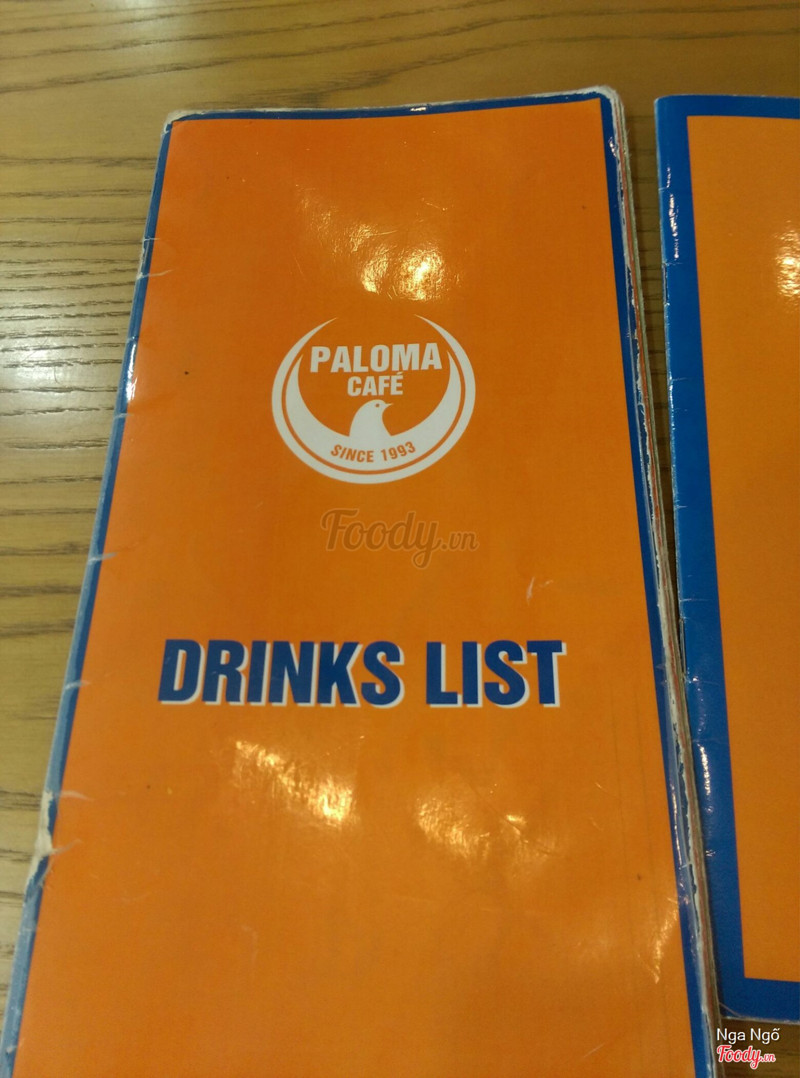 PALOMA
CAFÉ
SINCE 1993
Foody.vn
DRINKS LIST
Nga Ngố
Foody.vn